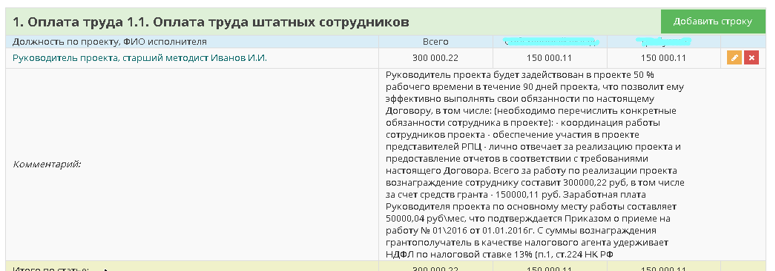 1. Оплата труда 1.1. Оплата труда штатных сотрудников
Добавить строку
Должность по проекту, ФИО исполнителя Всего
Руководитель проекта, старший методист Иванов И.И. 300 000.22 150 000.11 150 000.11
Комментарий:
Руководитель проекта будет задействован в проекте 50 %
рабочего времени в течение 90 дней проекта, что позволит ему
эффективно выполнять свои обязанности по настоящему
Договору, в том числе: (необходимо перечислить конкретные
обязанности сотрудника в проекте): - координация работы
сотрудников проекта - обеспечение участия в проекте
представителей РПЦ - лично отвечает за реализацию проекта и
предоставление отчетов в соответствии с требованиями
настоящего Договора. Всего за работу по реализации проекта
вознаграждение сотруднику составит 300000,22 руб, в том числе
за счет средств гранта - 150000,11 руб. Заработная плата
Руководителя проекта по основному месту работы составляет
50000,04 руб\мес, что подтверждается Приказом о приеме на
работу № 01\2016 от 01.01.2016г. С суммы вознаграждения
грантополучатель в качестве налогового агента удерживает
НДФЛ по налоговой ставке 13% (п.1, ст.224 НК РФ
Итого по статье: 300 000.22 150 000.11 150 000.11